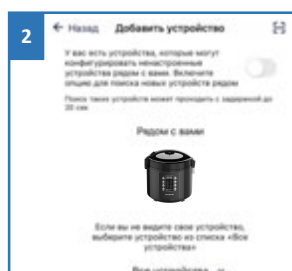 2
Назад Добавить устройство
У вас есть устройства, которые могут
конфигурировать ненастроенные
устройства рядом с вами. Включите
опцию для поиска новых устройств рядом
Поиск таких устройств может проходить с задержкой до
20 сек
Рядом с вами
Если вы не видите свое устройство,
выберите устройство из списка «Все
устройства»
Все устройства